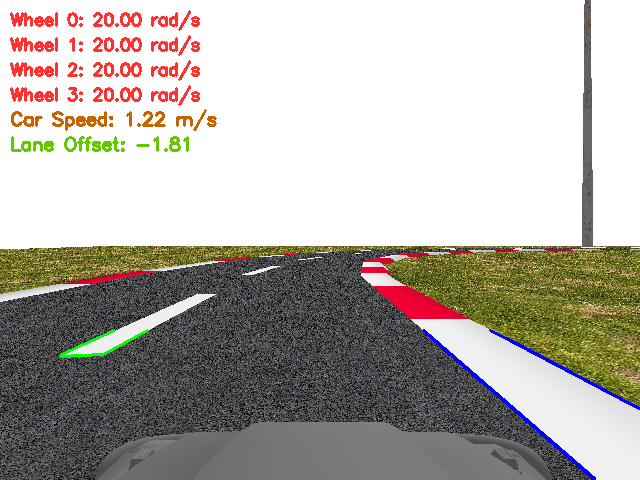 Wheel 0: 20.00 rad/s
Wheel 1: 20.00 rad/s
Wheel 2: 20.00 rad/s
Wheel 3: 20.00 rad/s
Car Speed: 1.22 m/s
Lane Offset: -1.81